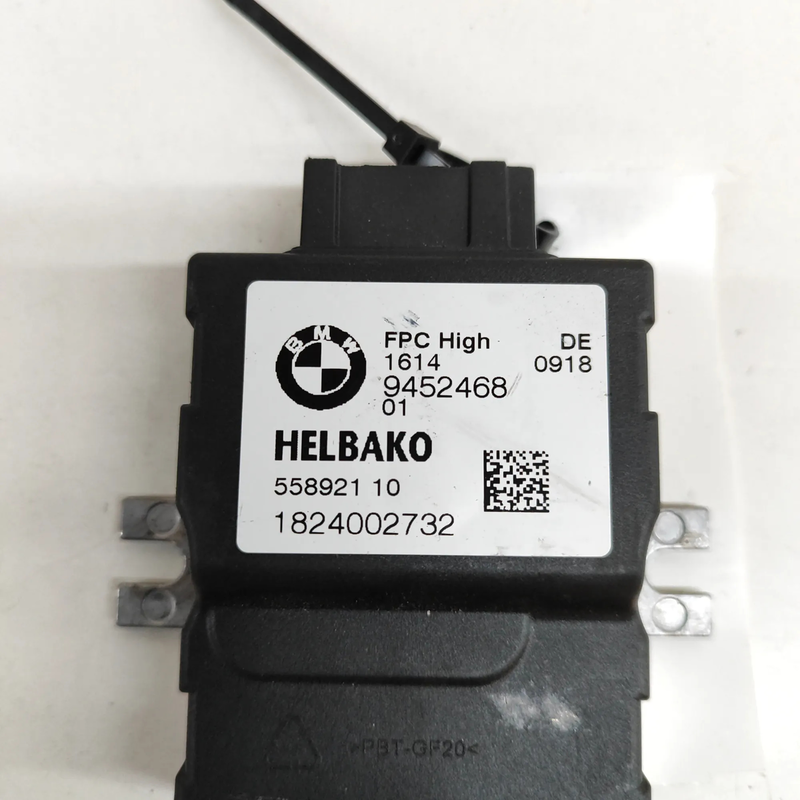 BMW
FPC High DE
1614 0918
9452468
01
HELBAKO
558921 10
1824002732
>PBT-GF20<